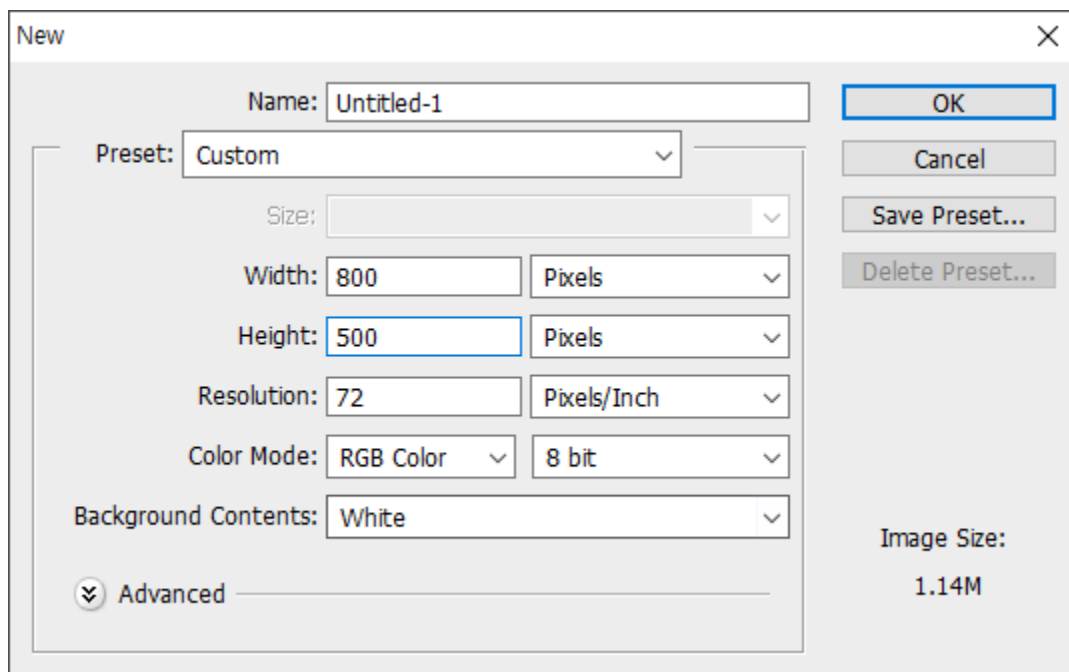 New
Name: Untitled-1
OK
Preset: Custom
Cancel
Size:
Save Preset...
Width: 800 Pixels
Delete Preset...
Height: 500 Pixels
Resolution: 72 Pixels/Inch
Color Mode: RGB Color 8 bit
Background Contents: White
Image Size:
1.14M
Advanced